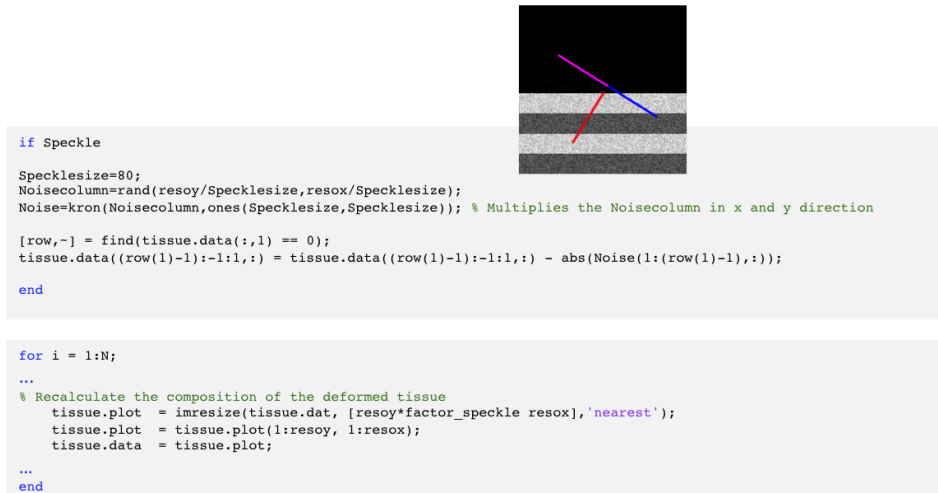 if Speckle
Specklesize=80;
Noisecolumn=rand(resoy/Specklesize,resox/Specklesize);
Noise=kron(Noisecolumn,ones(Specklesize,Specklesize)); % Multiplies the Noisecolumn in x and y direction
[row,~] = find(tissue.data(:,1) == 0);
tissue.data((row(1)-1):-1:1,:) = tissue.data((row(1)-1):-1:1,:) - abs(Noise(1:(row(1)-1),:));
end
for i = 1:N;
...
% Recalculate the composition of the deformed tissue
tissue.plot = imresize(tissue.dat, [resoy*factor_speckle resox],'nearest');
tissue.plot = tissue.plot(1:resoy, 1:resox);
tissue.data = tissue.plot;
...
end